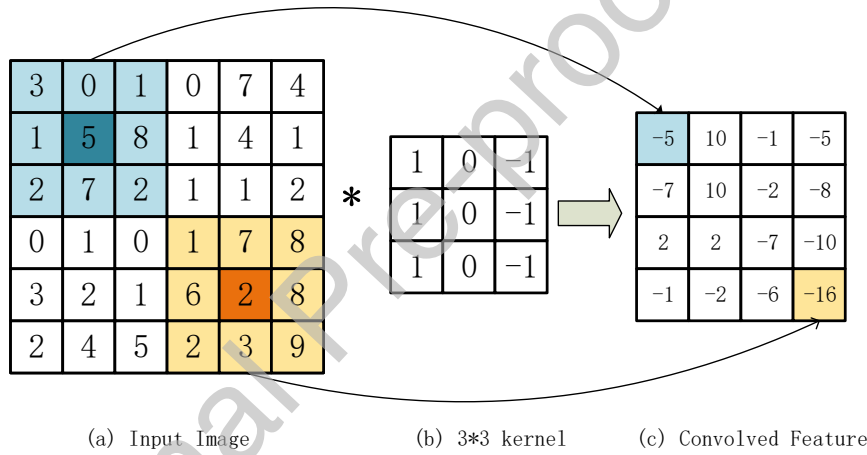 3 0 1 0 7 4
1 5 8 1 4 1
2 7 2 1 1 2
0 1 0 1 7 8
3 2 1 6 2 8
2 4 5 2 3 9
*
1 0 -1
1 0 -1
1 0 -1
-5 10 -1 -5
-7 10 -2 -8
2 2 -7 -10
-1 -2 -6 -16
(a) Input Image
(b) 3*3 kernel
(c) Convolved Feature
nal Pre-proo